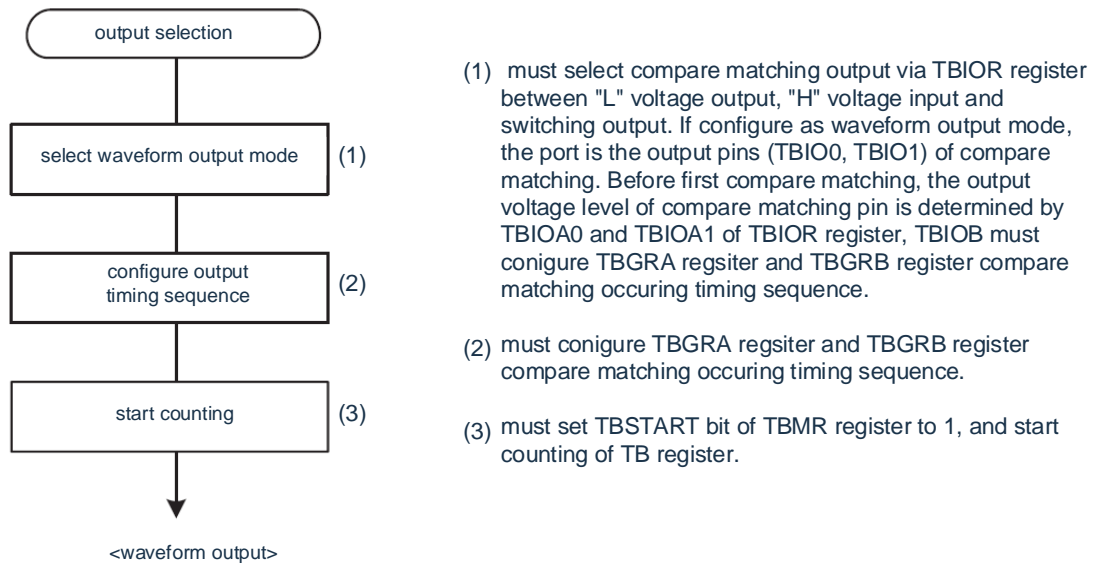 output selection
select waveform output mode
(1)
configure output
timing sequence
(2)
start counting
(3)
<waveform output>
(1) must select compare matching output via TBIOR register
between "L" voltage output, "H" voltage input and
switching output. If configure as waveform output mode,
the port is the output pins (TBIO0, TBIO1) of compare
matching. Before first compare matching, the output
voltage level of compare matching pin is determined by
TBIOA0 and TBIOA1 of TBIOR register, TBIOB must
conigure TBGRA regsiter and TBGRB register compare
matching occuring timing sequence.
(2) must conigure TBGRA regsiter and TBGRB register
compare matching occuring timing sequence.
(3) must set TBSTART bit of TBMR register to 1, and start
counting of TB register.